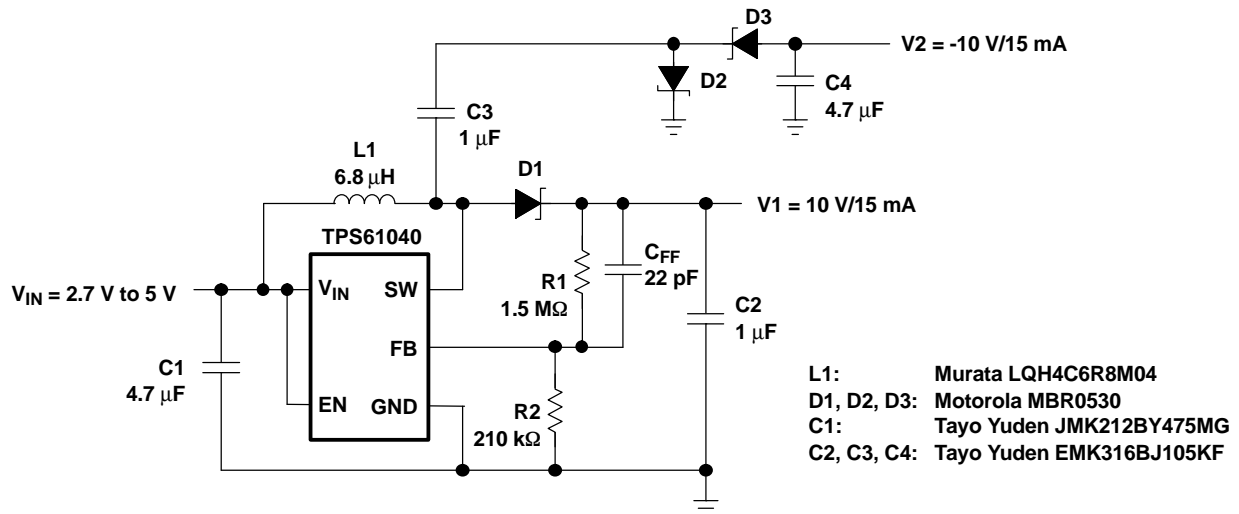 D3
V2 = -10 V/15 mA
D2
C4
4.7 µF
C3
1 µF
L1
6.8 µH
D1
V1 = 10 V/15 mA
TPS61040
VIN = 2.7 V to 5 V
VIN
SW
R1
1.5 MΩ
CFF
22 pF
C2
1 µF
FB
C1
4.7 µF
EN
GND
R2
210 kΩ
L1: Murata LQH4C6R8M04
D1, D2, D3: Motorola MBR0530
C1: Tayo Yuden JMK212BY475MG
C2, C3, C4: Tayo Yuden EMK316BJ105KF